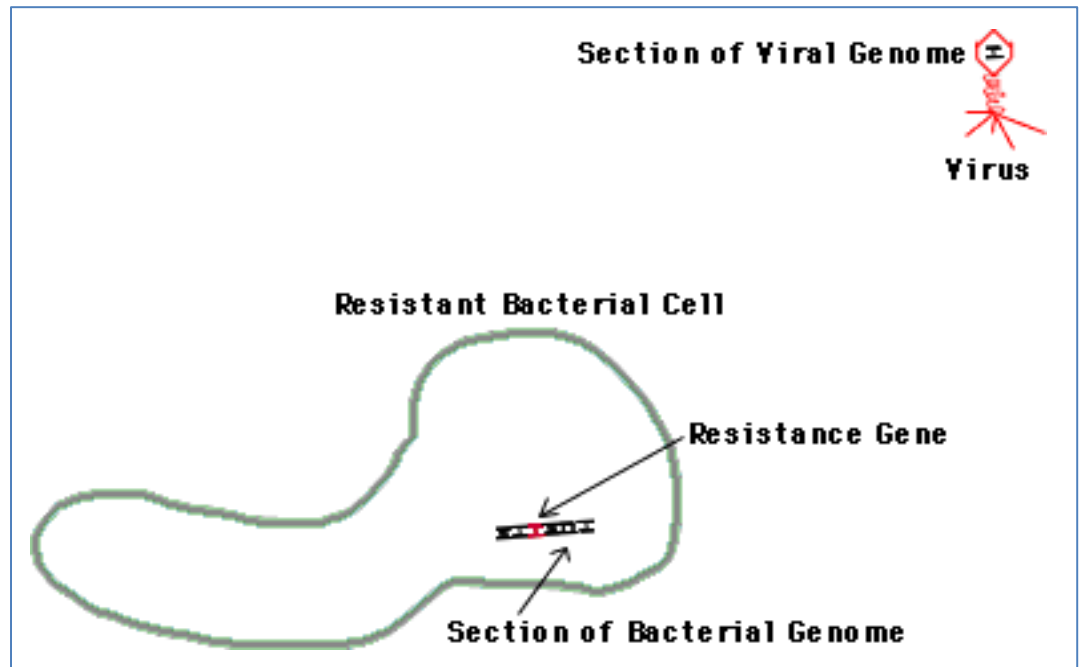 Section of Viral Genome
Virus
Resistant Bacterial Cell
Resistance Gene
Section of Bacterial Genome